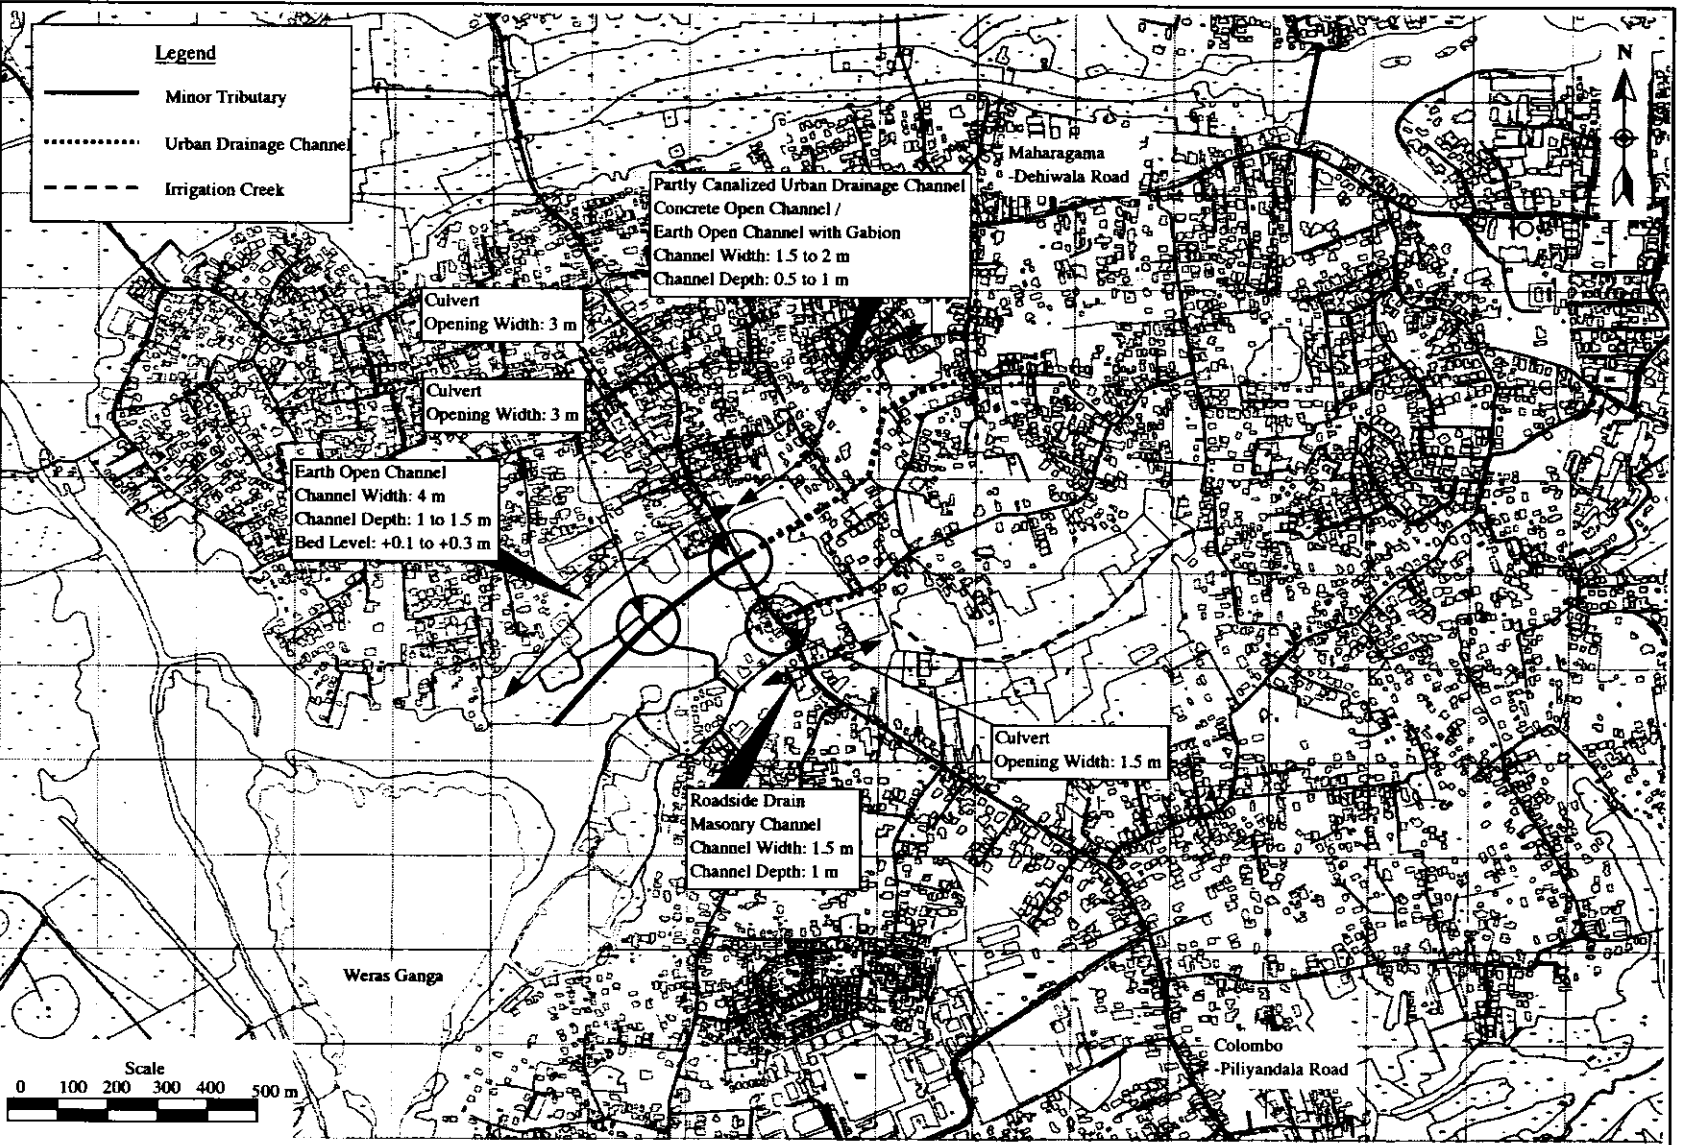 Legend
Minor Tributary
Urban Drainage Channel
Irrigation Creek
N
Maharagama
-Dehiwala Road
Partly Canalized Urban Drainage Channel
Concrete Open Channel /
Earth Open Channel with Gabion
Channel Width: 1.5 to 2 m
Channel Depth: 0.5 to 1 m
Culvert
Opening Width: 3 m
Culvert
Opening Width: 3 m
Earth Open Channel
Channel Width: 4 m
Channel Depth: 1 to 1.5 m
Bed Level: +0.1 to +0.3 m
Culvert
Opening Width: 1.5 m
Roadside Drain
Masonry Channel
Channel Width: 1.5 m
Channel Depth: 1 m
Weras Ganga
Colombo
-Piliyandala Road
Scale
0 100 200 300 400 500 m